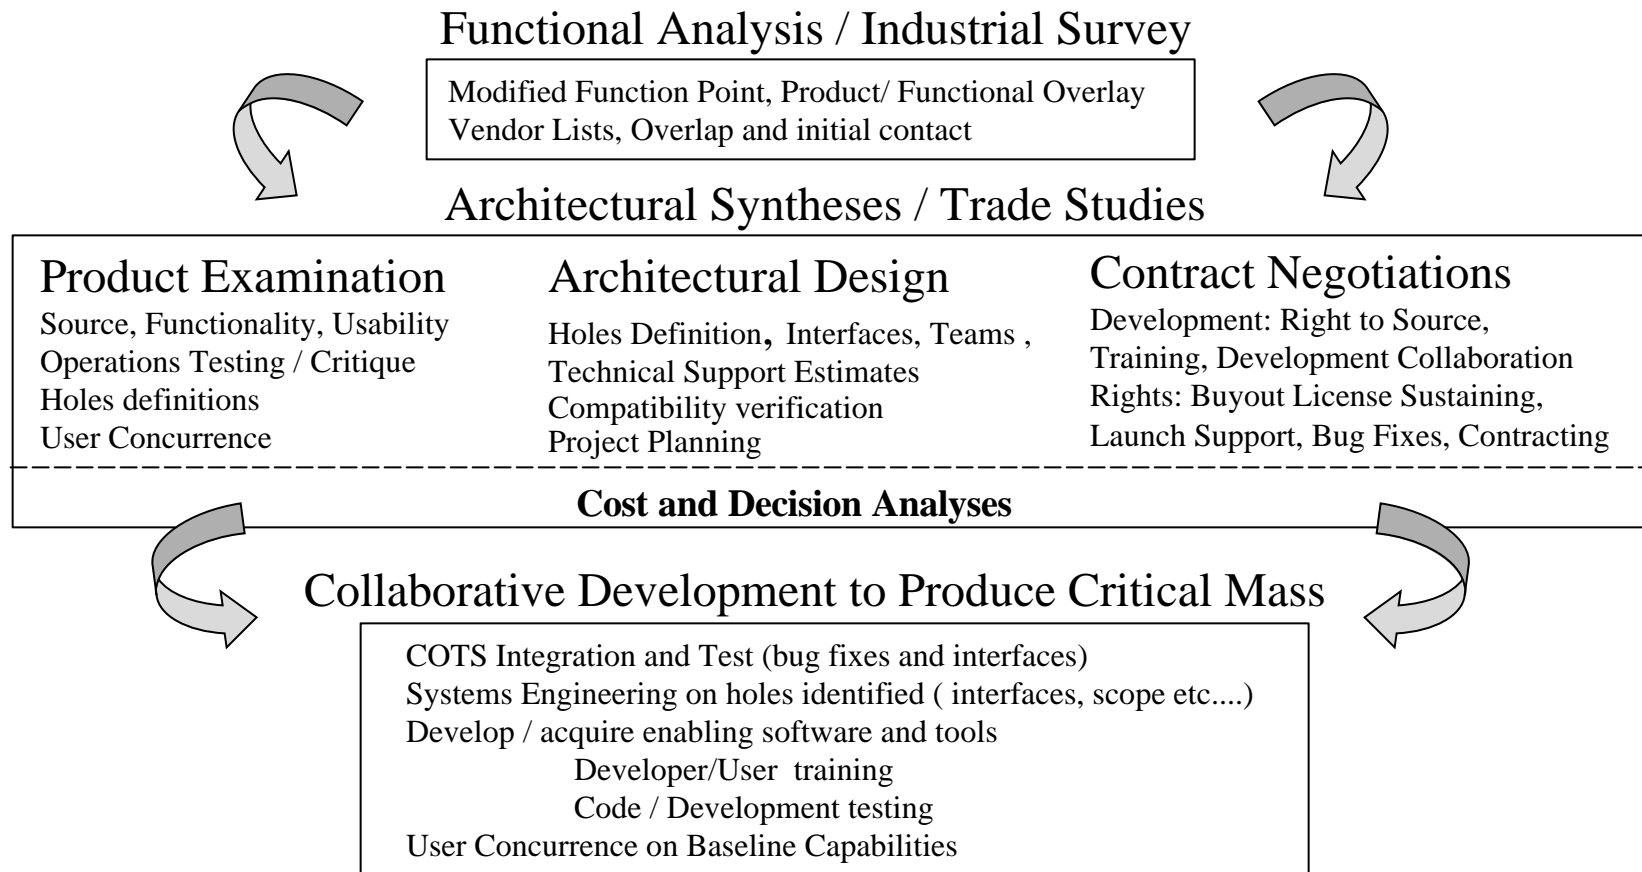 Functional Analysis / Industrial Survey
Modified Function Point, Product/ Functional Overlay
Vendor Lists, Overlap and initial contact
Architectural Syntheses / Trade Studies
Product Examination
Source, Functionality, Usability
Operations Testing / Critique
Holes definitions
User Concurrence
Architectural Design
Holes Definition, Interfaces, Teams ,
Technical Support Estimates
Compatibility verification
Project Planning
Contract Negotiations
Development: Right to Source,
Training, Development Collaboration
Rights: Buyout License Sustaining,
Launch Support, Bug Fixes, Contracting
Cost and Decision Analyses
Collaborative Development to Produce Critical Mass
COTS Integration and Test (bug fixes and interfaces)
Systems Engineering on holes identified ( interfaces, scope etc....)
Develop / acquire enabling software and tools
Developer/User training
Code / Development testing
User Concurrence on Baseline Capabilities